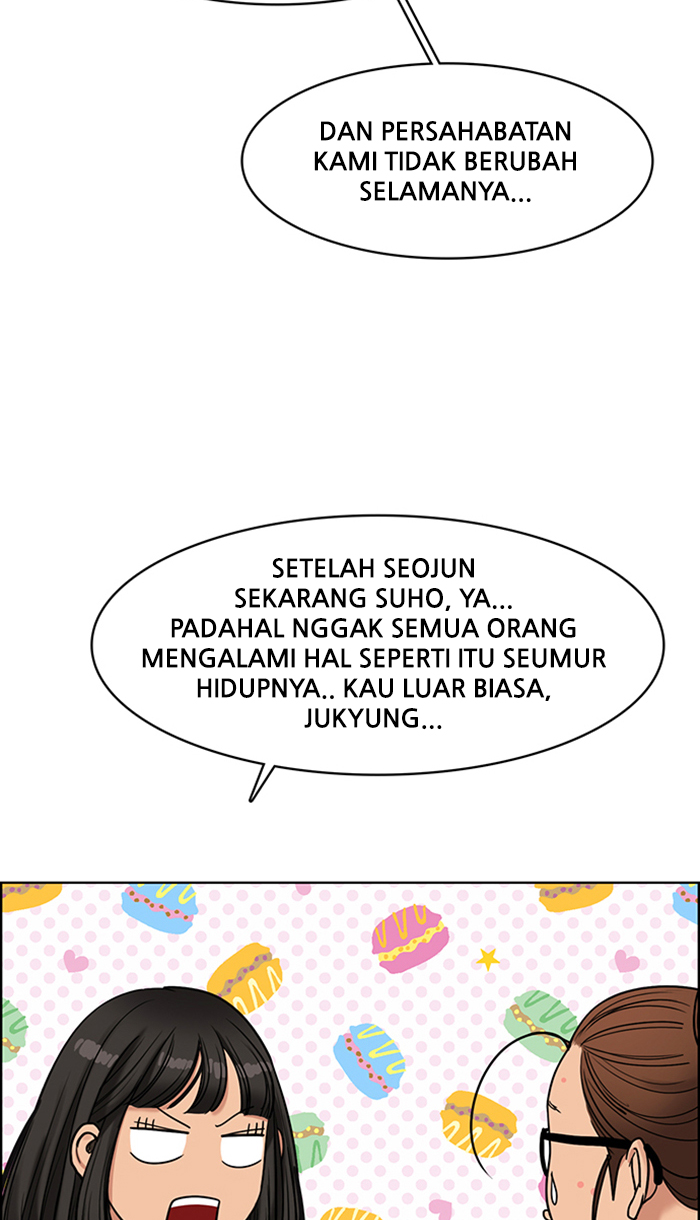 DAN PERSAHABATAN
KAMI TIDAK BERUBAH
SELAMANYA...
SETELAH SEOJUN
SEKARANG SUHO, YA...
PADAHAL NGGAK SEMUA ORANG
MENGALAMI HAL SEPERTI ITU SEUMUR
HIDUPNYA.. KAU LUAR BIASA,
JUKYUNG...